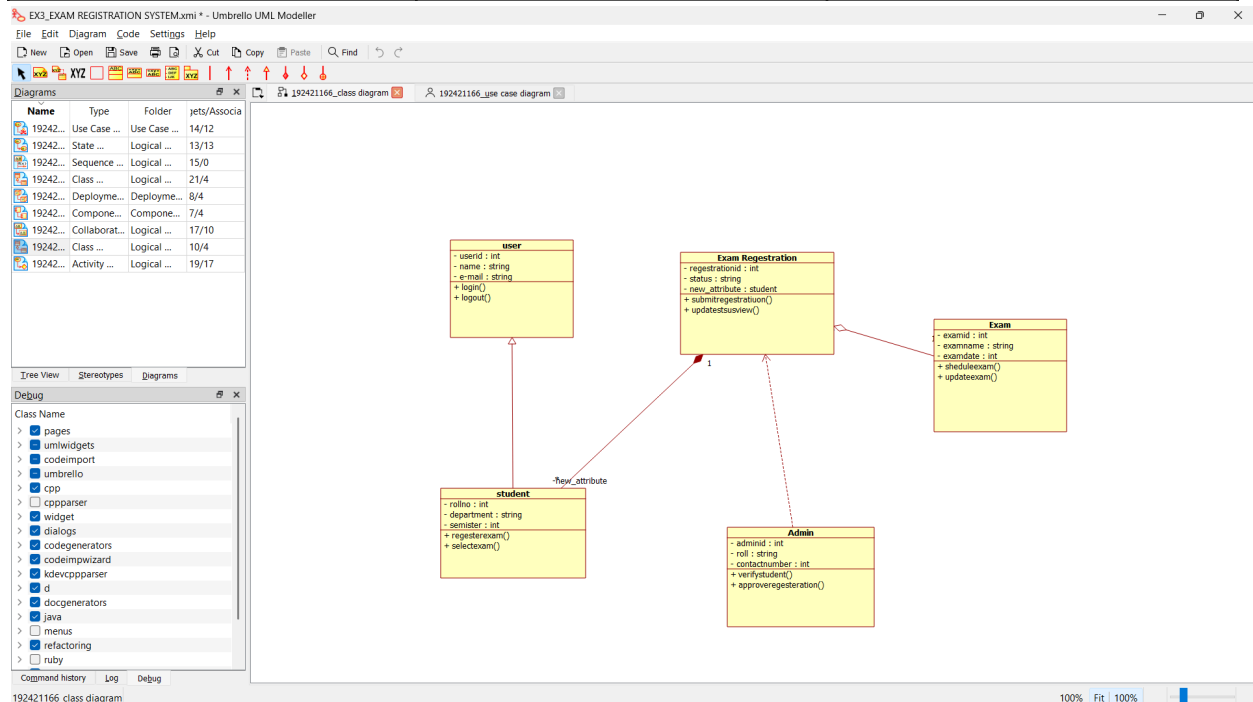 EX3_EXAM REGISTRATION SYSTEM.xmi * - Umbrello UML Modeller
File Edit Diagram Code Settings Help
New Open Save Cut Copy Paste Find
XYZ
Diagrams
192421166_class diagram
192421166_use case diagram
Name Type Folder jets/Associa
19242... Use Case ... Use Case ... 14/12
19242... State ... Logical ... 13/13
19242... Sequence ... Logical ... 15/0
19242... Class ... Logical ... 21/4
19242... Deployme... Deployme... 8/4
19242... Compone... Compone... 7/4
19242... Collaborat... Logical ... 17/10
19242... Class ... Logical ... 10/4
19242... Activity ... Logical ... 19/17
Tree View Stereotypes Diagrams
Debug
Class Name
pages
umlwidgets
codeimport
umbrello
cpp
cppparser
widget
dialogs
codegenerators
codeimpwizard
kdevcppparser
d
docgenerators
java
menus
refactoring
ruby
Command history Log Debug
192421166_class diagram
user
- userid : int
- name : string
- e-mail : string
+ login()
+ logout()
Exam Regestration
- regestrationid : int
- status : string
- new_attribute : student
+ submitregestratiuon()
+ updatestsusview()
1
Exam
- examid : int
- examname : string
- examdate : int
+ sheduleexam()
+ updateexam()
-new_attribute
student
- rollno : int
- department : string
- semister : int
+ regesterexam()
+ selectexam()
Admin
- adminid : int
- roll : string
- contactnumber : int
+ verifystudent()
+ approveregesteration()
100% Fit 100%